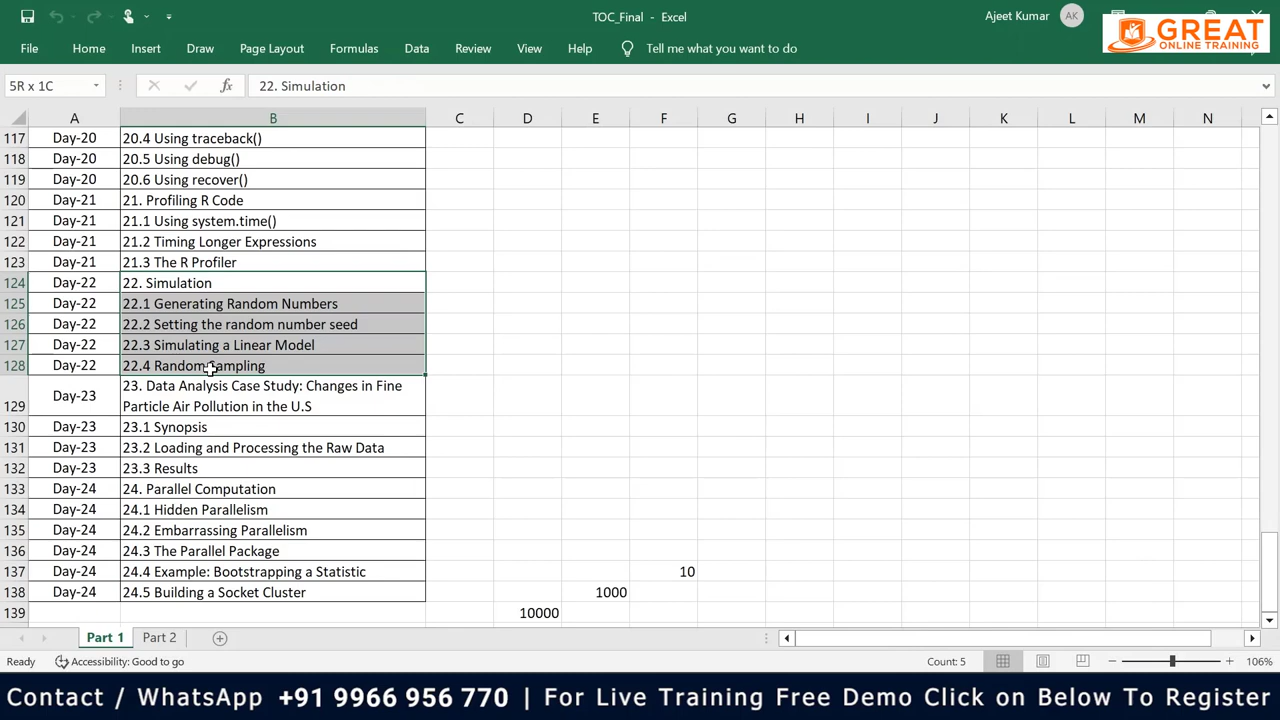 TOC_Final - Excel
Ajeet Kumar AK
GREAT
ONLINE TRAINING
File Home Insert Draw Page Layout Formulas Data Review View Help Tell me what you want to do
5R x 1C fx 22. Simulation
A B C D E F G H I J K L M N
117 Day-20 20.4 Using traceback()
118 Day-20 20.5 Using debug()
119 Day-20 20.6 Using recover()
120 Day-21 21. Profiling R Code
121 Day-21 21.1 Using system.time()
122 Day-21 21.2 Timing Longer Expressions
123 Day-21 21.3 The R Profiler
124 Day-22 22. Simulation
125 Day-22 22.1 Generating Random Numbers
126 Day-22 22.2 Setting the random number seed
127 Day-22 22.3 Simulating a Linear Model
128 Day-22 22.4 Random Sampling
129 Day-23 23. Data Analysis Case Study: Changes in Fine
Particle Air Pollution in the U.S
130 Day-23 23.1 Synopsis
131 Day-23 23.2 Loading and Processing the Raw Data
132 Day-23 23.3 Results
133 Day-24 24. Parallel Computation
134 Day-24 24.1 Hidden Parallelism
135 Day-24 24.2 Embarrassing Parallelism
136 Day-24 24.3 The Parallel Package
137 Day-24 24.4 Example: Bootstrapping a Statistic 10
138 Day-24 24.5 Building a Socket Cluster 1000
139 10000
Part 1 Part 2
Ready Accessibility: Good to go Count: 5 106%
Contact / WhatsApp +91 9966 956 770 | For Live Training Free Demo Click on Below To Register